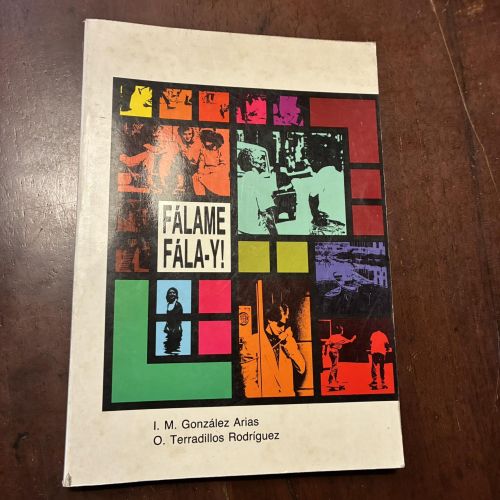 FÁLAME
FÁLA-Y!
I. M. González Arias
O. Terradillos Rodríguez